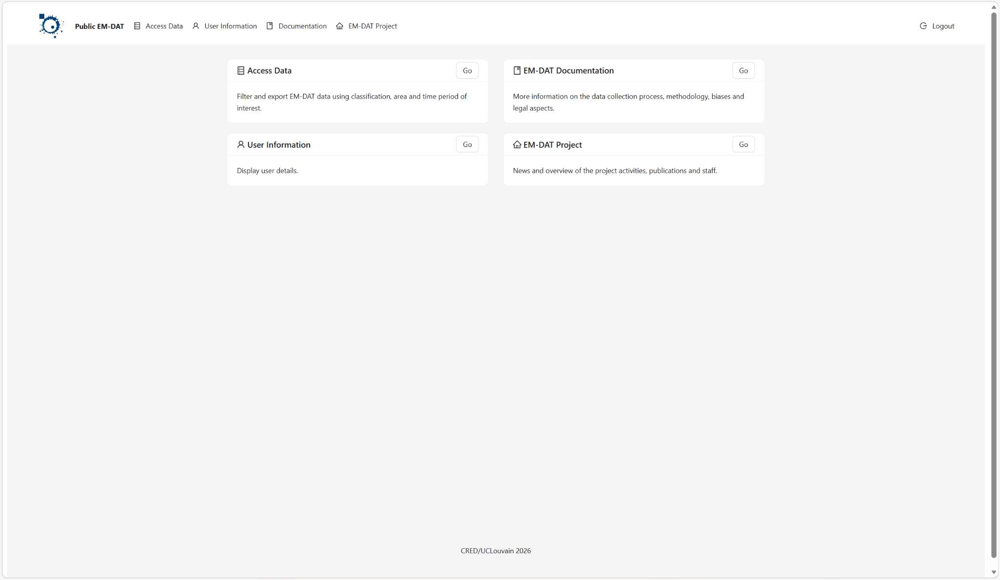 Public EM-DAT Access Data User Information Documentation EM-DAT Project Logout
Access Data Go
Filter and export EM-DAT data using classification, area and time period of
interest.
EM-DAT Documentation Go
More information on the data collection process, methodology, biases and
legal aspects.
User Information Go
Display user details.
EM-DAT Project Go
News and overview of the project activities, publications and staff.
CRED/UCLouvain 2026